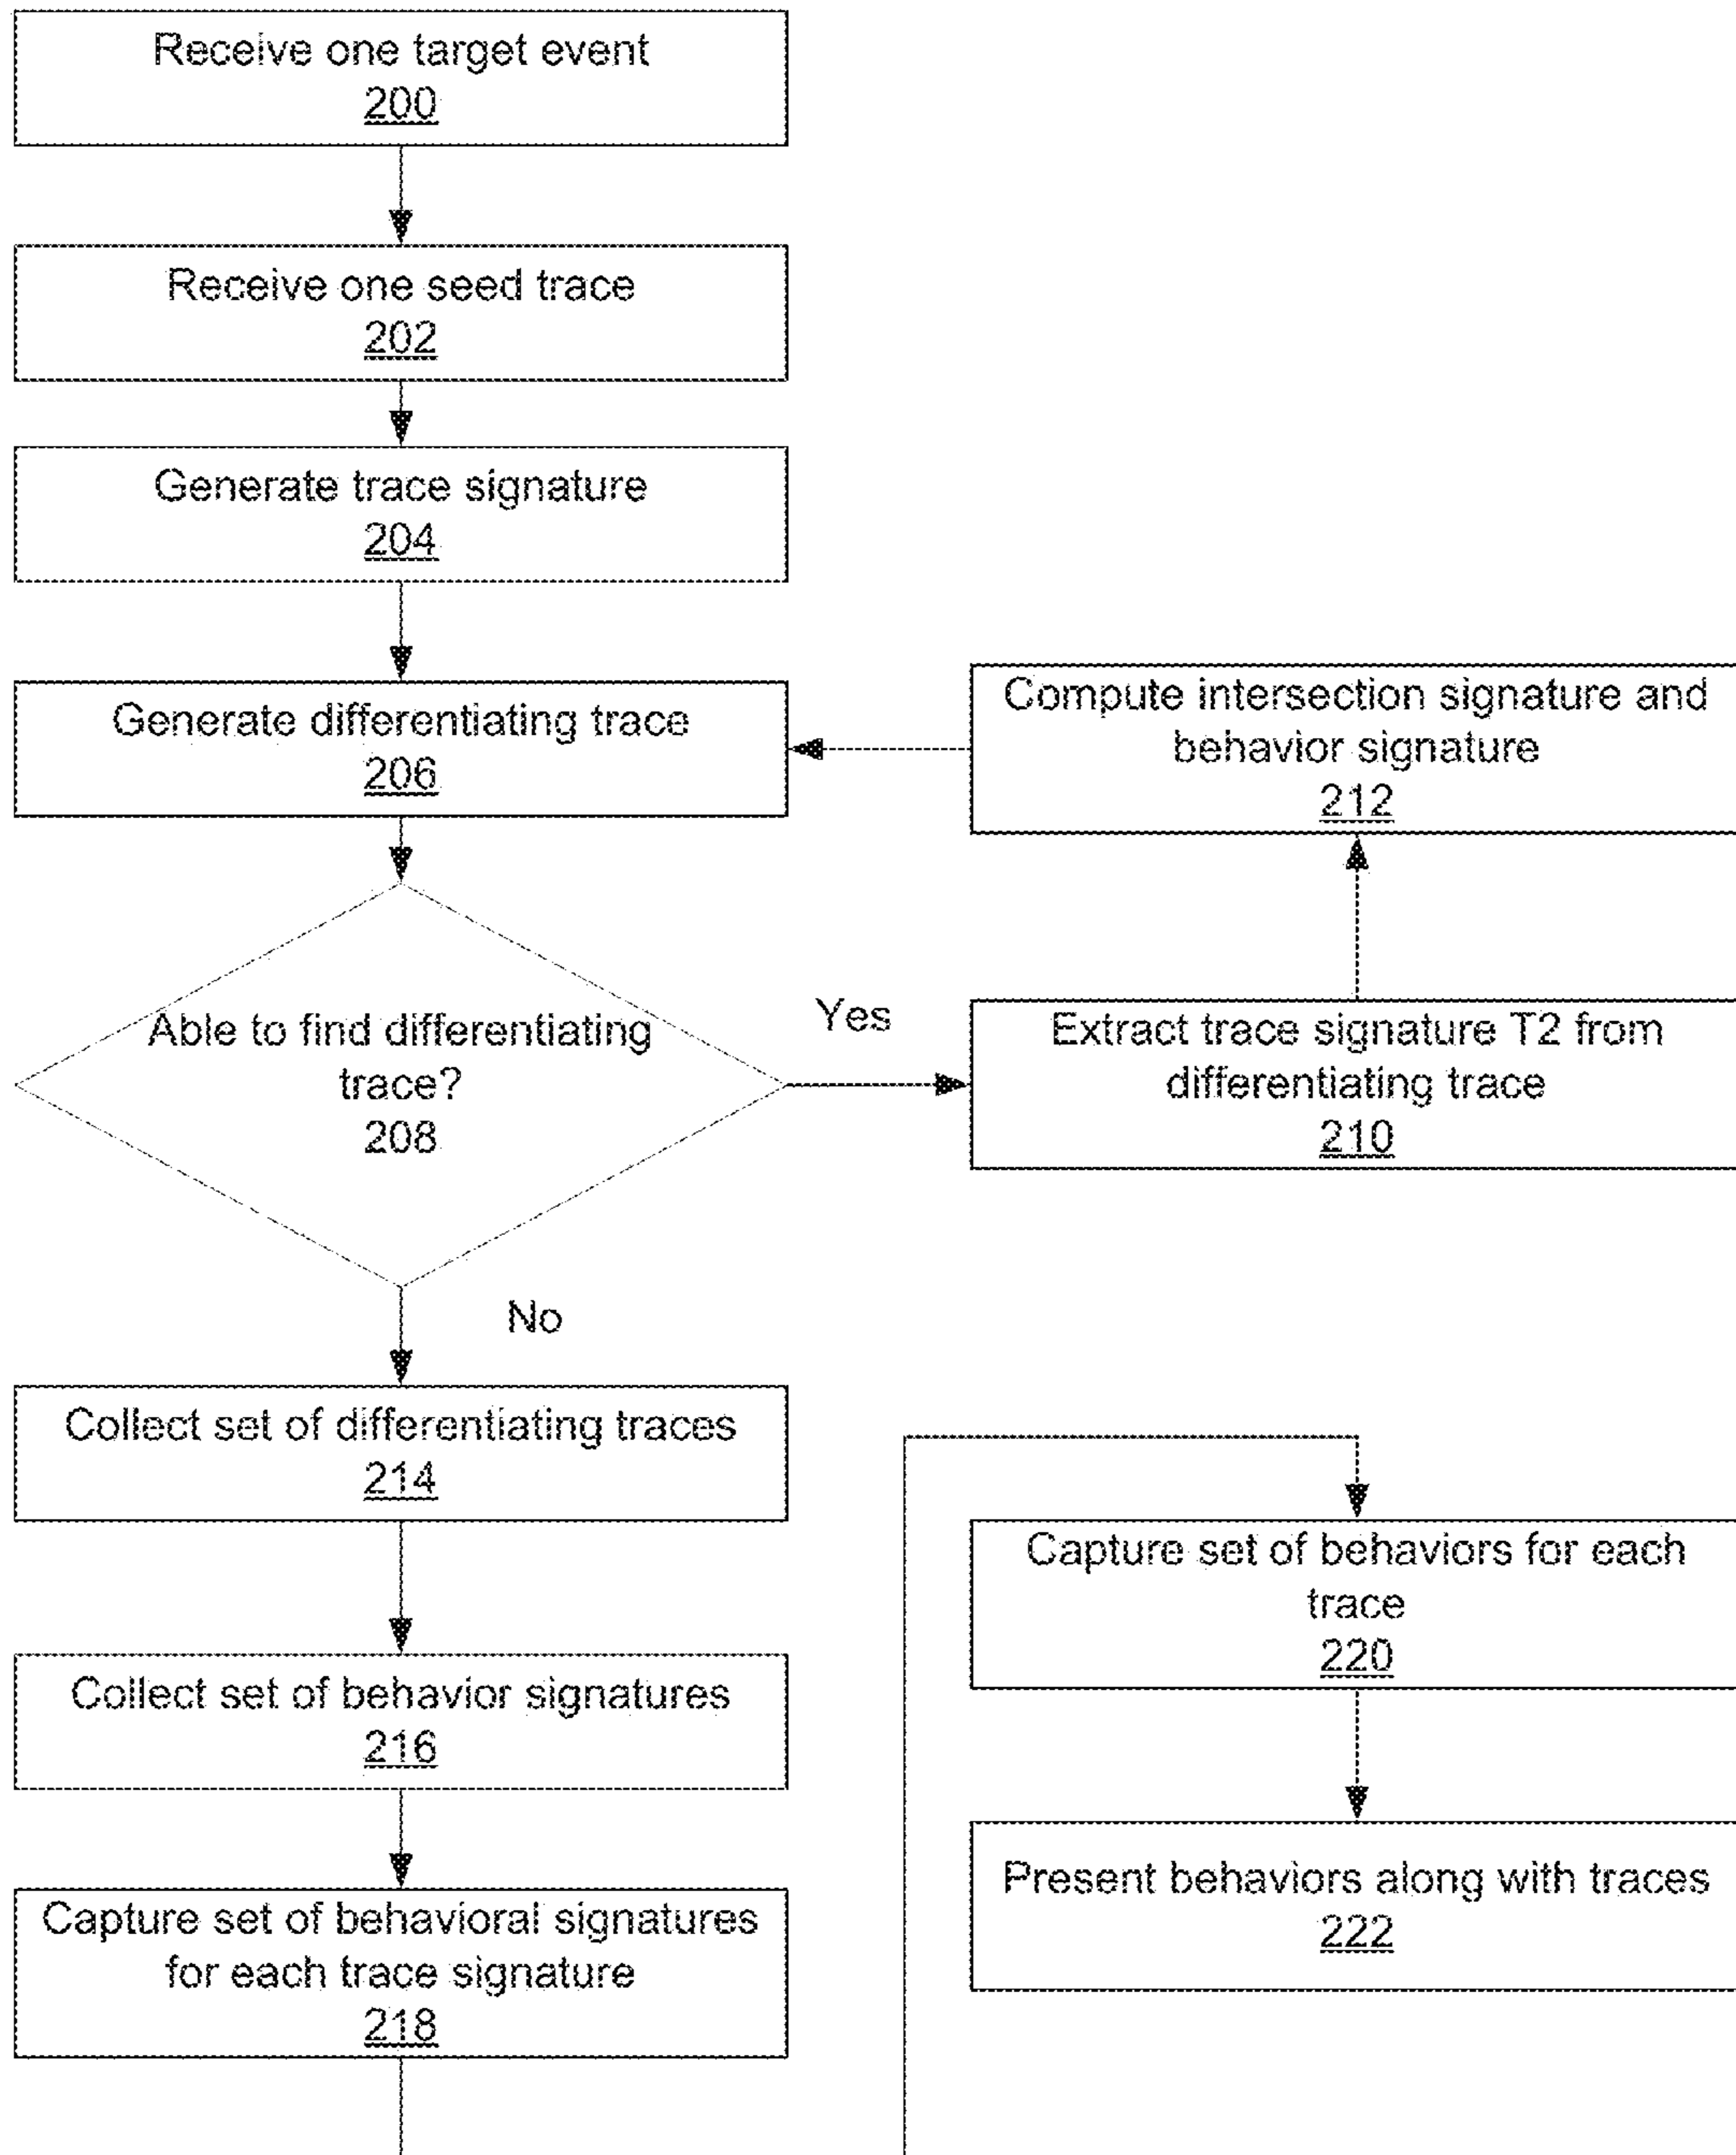 Receive one target event
200
Receive one seed trace
202
Generate trace signature
204
Generate differentiating trace
206
Compute intersection signature and
behavior signature
212
Able to find differentiating
trace?
208
Yes
Extract trace signature T2 from
differentiating trace
210
No
Collect set of differentiating traces
214
Collect set of behavior signatures
216
Capture set of behavioral signatures
for each trace signature
218
Capture set of behaviors for each
trace
220
Present behaviors along with traces
222